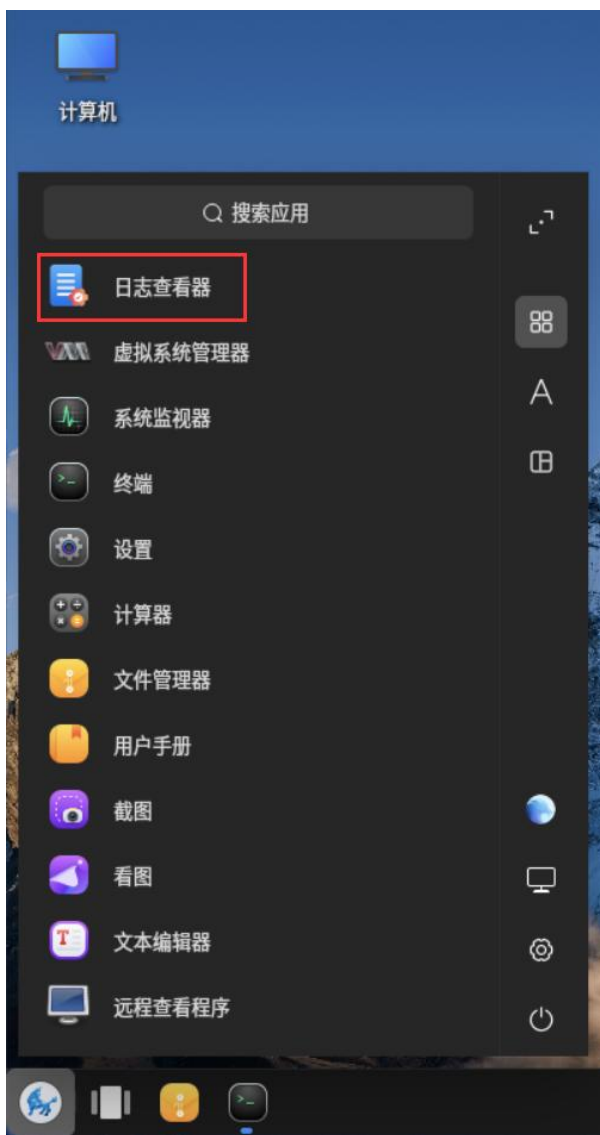 计算机
搜索应用
日志查看器
虚拟系统管理器
系统监视器
终端
设置
计算器
文件管理器
用户手册
截图
看图
文本编辑器
远程查看程序